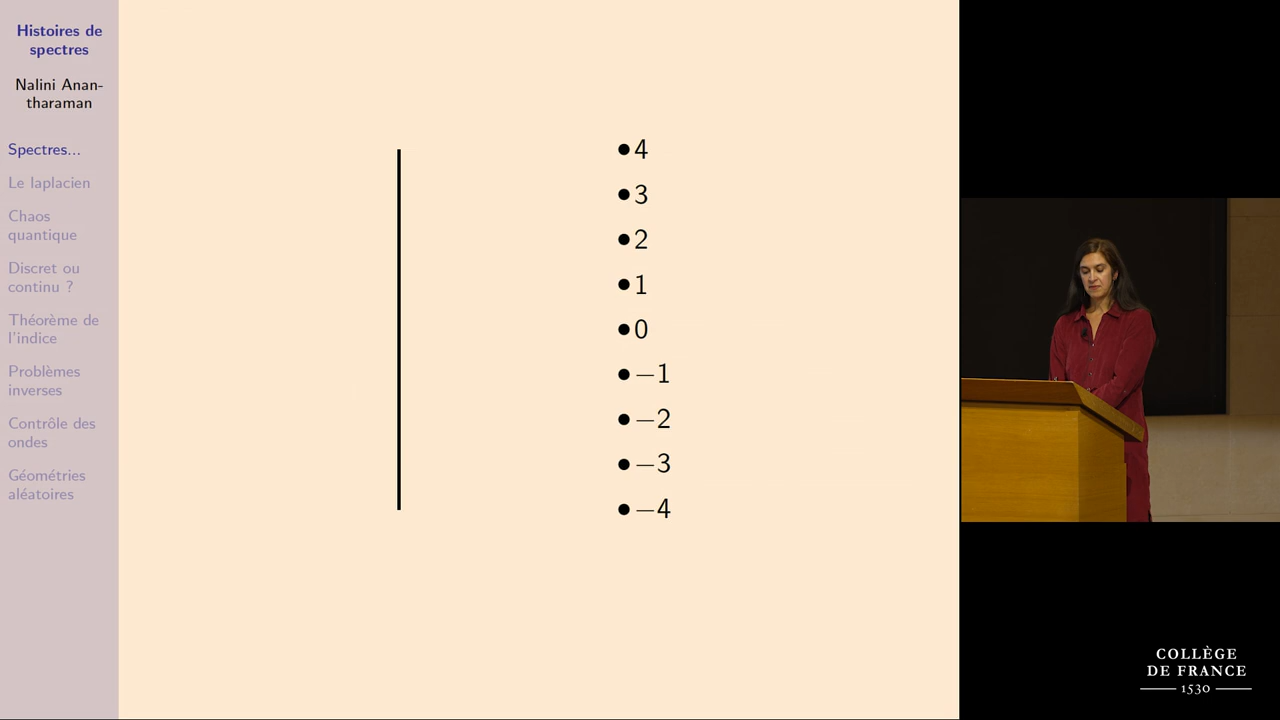 Histoires de
spectres
Nalini Anan-
tharaman
Spectres...
Le laplacien
Chaos
quantique
Discret ou
continu ?
Théorème de
l'indice
Problèmes
inverses
Contrôle des
ondes
Géométries
aléatoires
4
3
2
1
0
−1
−2
−3
−4
COLLÈGE
DE FRANCE
1530